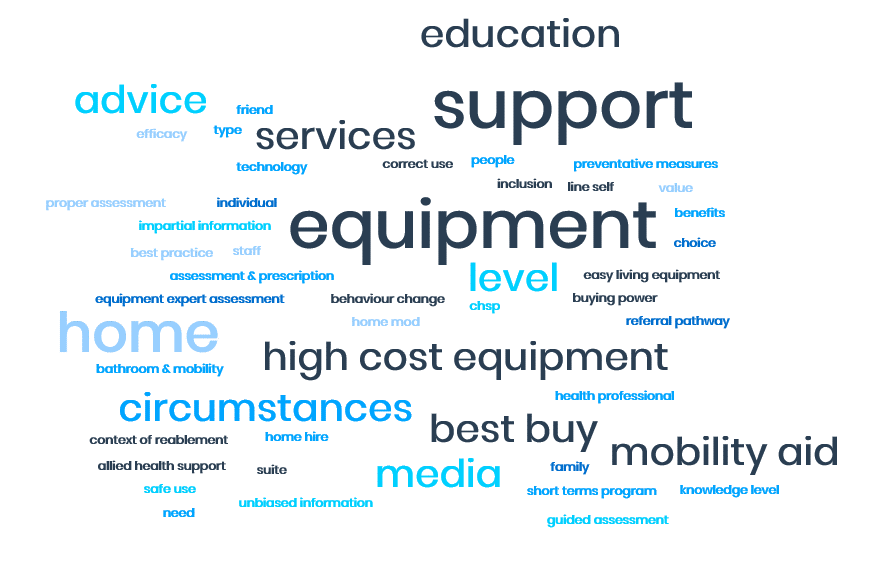 education
advice
support
friend
efficacy
type
services
technology
correct use
people
preventative measures
inclusion
line self
value
proper assessment
individual
equipment
benefits
impartial information
choice
best practice
staff
assessment & prescription
level
easy living equipment
equipment expert assessment
behaviour change
chsp
buying power
home
home mod
referral pathway
high cost equipment
bathroom & mobility
health professional
circumstances
best buy
context of reablement
home hire
mobility aid
allied health support
suite
media
family
safe use
short terms program
knowledge level
unbiased information
need
guided assessment